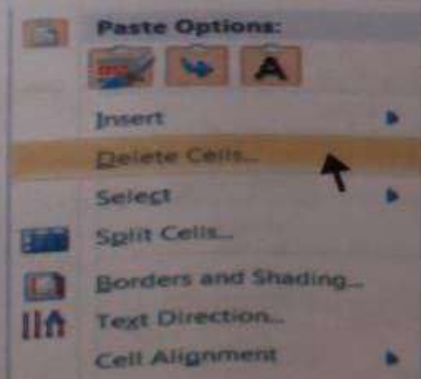 Paste Options:
A
Insert
Delete Cells...
Select
Split Cells...
Borders and Shading...
Text Direction...
Cell Alignment